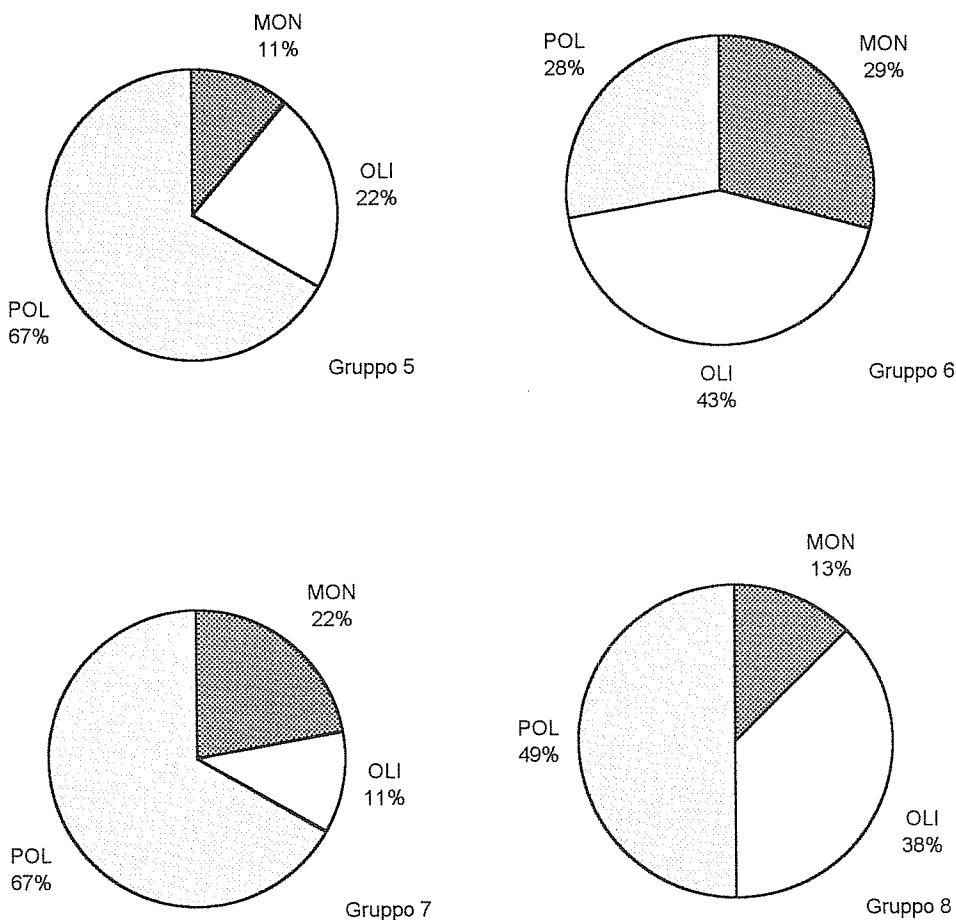 MON
11%
OLI
22%
POL
67%
Gruppo 5
POL
28%
MON
29%
OLI
43%
Gruppo 6
MON
22%
OLI
11%
POL
67%
Gruppo 7
MON
13%
POL
49%
OLI
38%
Gruppo 8